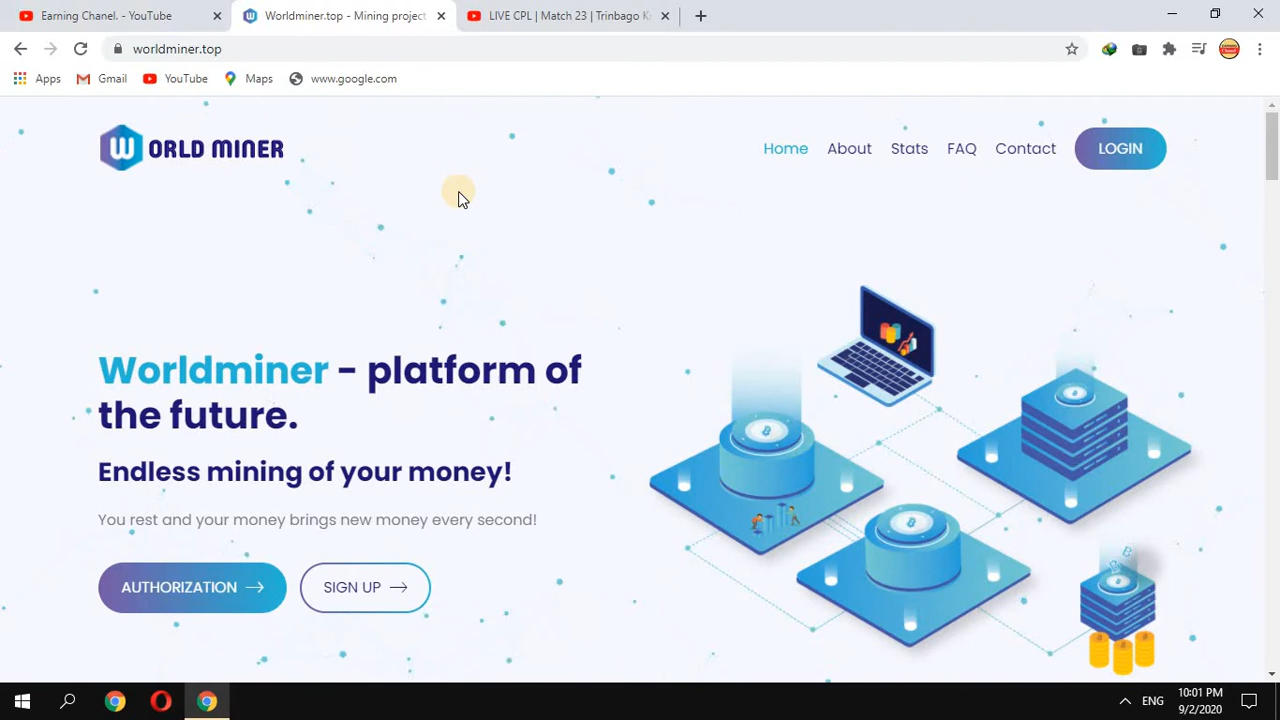 Earning Chanel. - YouTube
Worldminer.top - Mining project
LIVE CPL | Match 23 | Trinbago K
worldminer.top
Apps
Gmail
YouTube
Maps
www.google.com
W ORLD MINER
Home
About
Stats
FAQ
Contact
LOGIN
Worldminer - platform of
the future.
Endless mining of your money!
You rest and your money brings new money every second!
AUTHORIZATION
SIGN UP
ENG
10:01 PM
9/2/2020